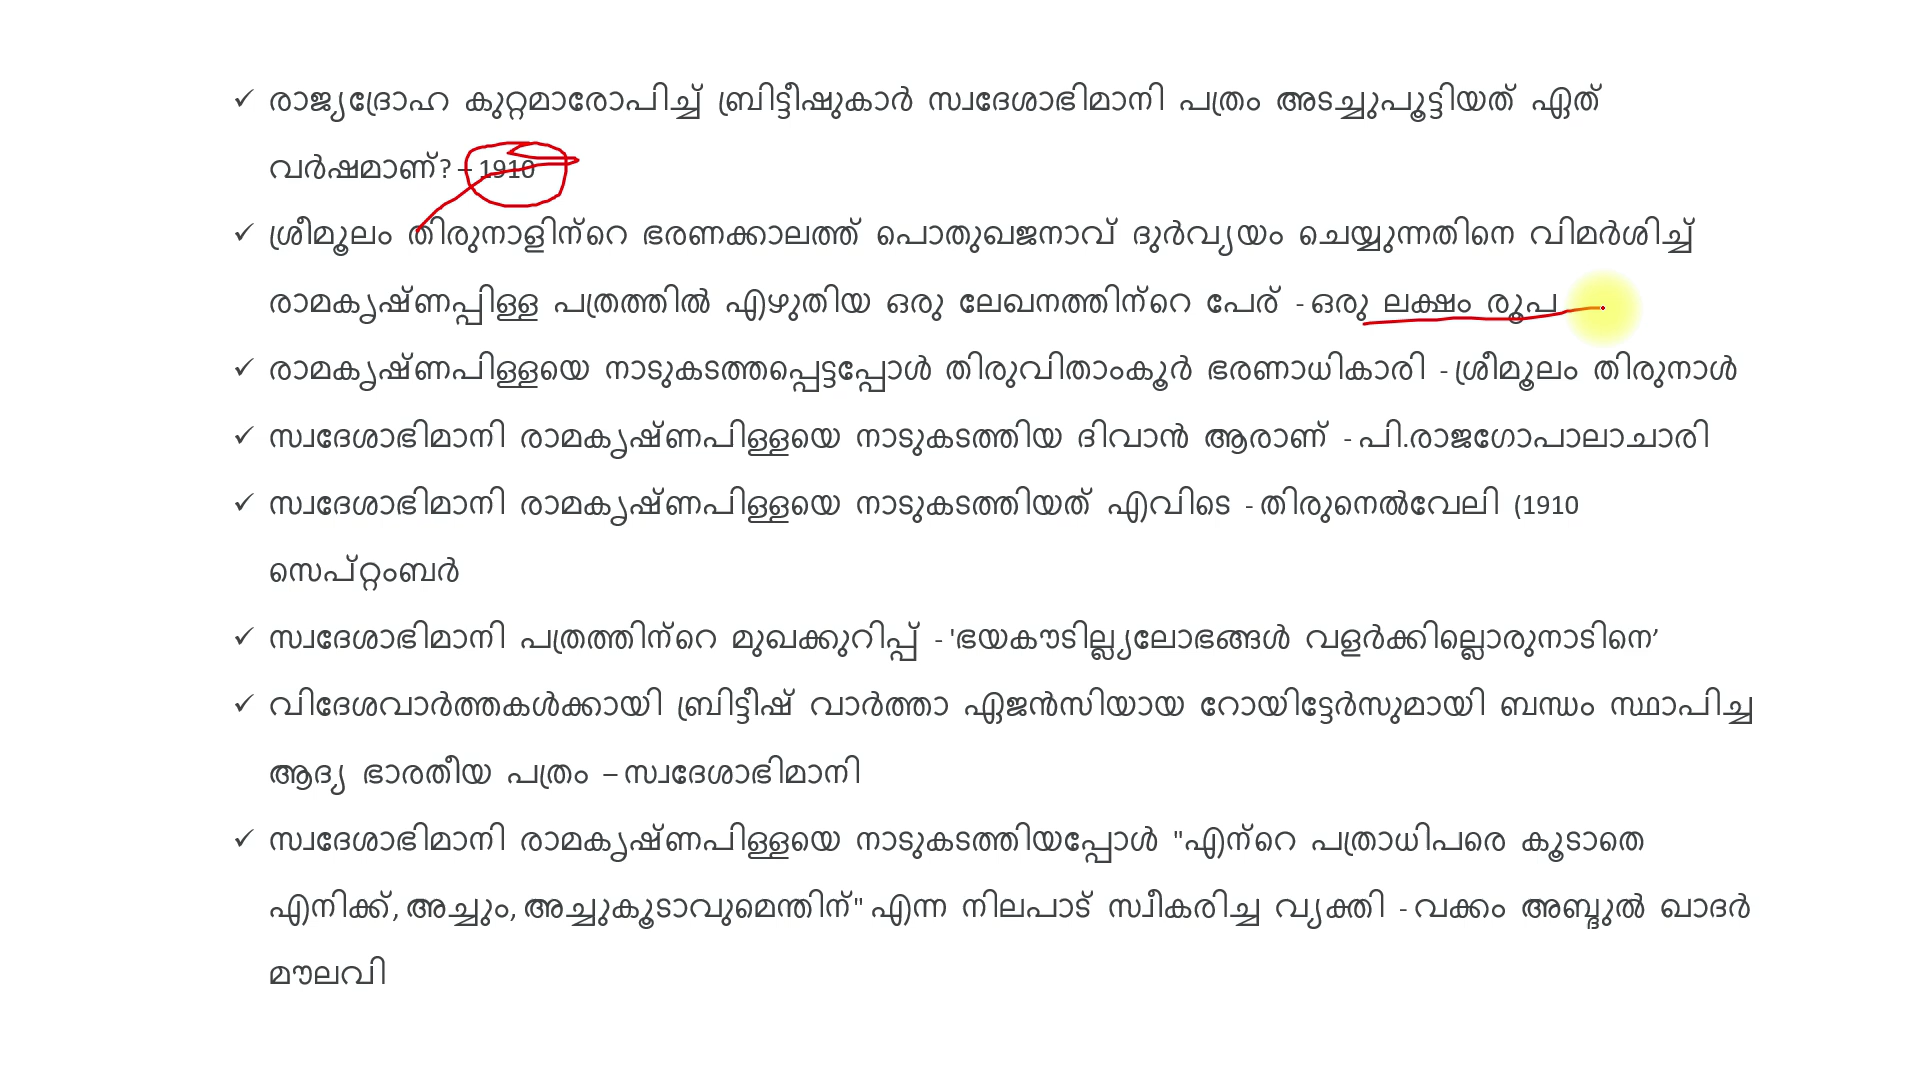 ✓ രാജ്യദ്രോഹ കുറ്റമാരോപിച്ച് ബ്രിട്ടീഷുകാർ സ്വദേശാഭിമാനി പത്രം അടച്ചുപൂട്ടിയത് ഏത്
വർഷമാണ്? – 1910
✓ ശ്രീമൂലം തിരുനാളിന്റെ ഭരണക്കാലത്ത് പൊതുഖജനാവ് ദുർവ്യയം ചെയ്യുന്നതിനെ വിമർശിച്ച്
രാമകൃഷ്ണപ്പിള്ള പത്രത്തിൽ എഴുതിയ ഒരു ലേഖനത്തിന്റെ പേര് - ഒരു ലക്ഷം രൂപ
✓ രാമകൃഷ്ണപിള്ളയെ നാടുകടത്തപ്പെട്ടപ്പോൾ തിരുവിതാംകൂർ ഭരണാധികാരി - ശ്രീമൂലം തിരുനാൾ
✓ സ്വദേശാഭിമാനി രാമകൃഷ്ണപിള്ളയെ നാടുകടത്തിയ ദിവാൻ ആരാണ് - പി.രാജഗോപാലാചാരി
✓ സ്വദേശാഭിമാനി രാമകൃഷ്ണപിള്ളയെ നാടുകടത്തിയത് എവിടെ - തിരുനെൽവേലി (1910
സെപ്റ്റംബർ
✓ സ്വദേശാഭിമാനി പത്രത്തിന്റെ മുഖക്കുറിപ്പ് - 'ഭയകൗടില്ല്യലോഭങ്ങൾ വളർക്കില്ലൊരുനാടിനെ’
✓ വിദേശവാർത്തകൾക്കായി ബ്രിട്ടീഷ് വാർത്താ ഏജൻസിയായ റോയിട്ടേർസുമായി ബന്ധം സ്ഥാപിച്ച
ആദ്യ ഭാരതീയ പത്രം – സ്വദേശാഭിമാനി
✓ സ്വദേശാഭിമാനി രാമകൃഷ്ണപിള്ളയെ നാടുകടത്തിയപ്പോൾ "എന്റെ പത്രാധിപരെ കൂടാതെ
എനിക്ക്, അച്ചും, അച്ചുകൂടാവുമെന്തിന്" എന്ന നിലപാട് സ്വീകരിച്ച വ്യക്തി - വക്കം അബ്ദുൽ ഖാദർ
മൗലവി